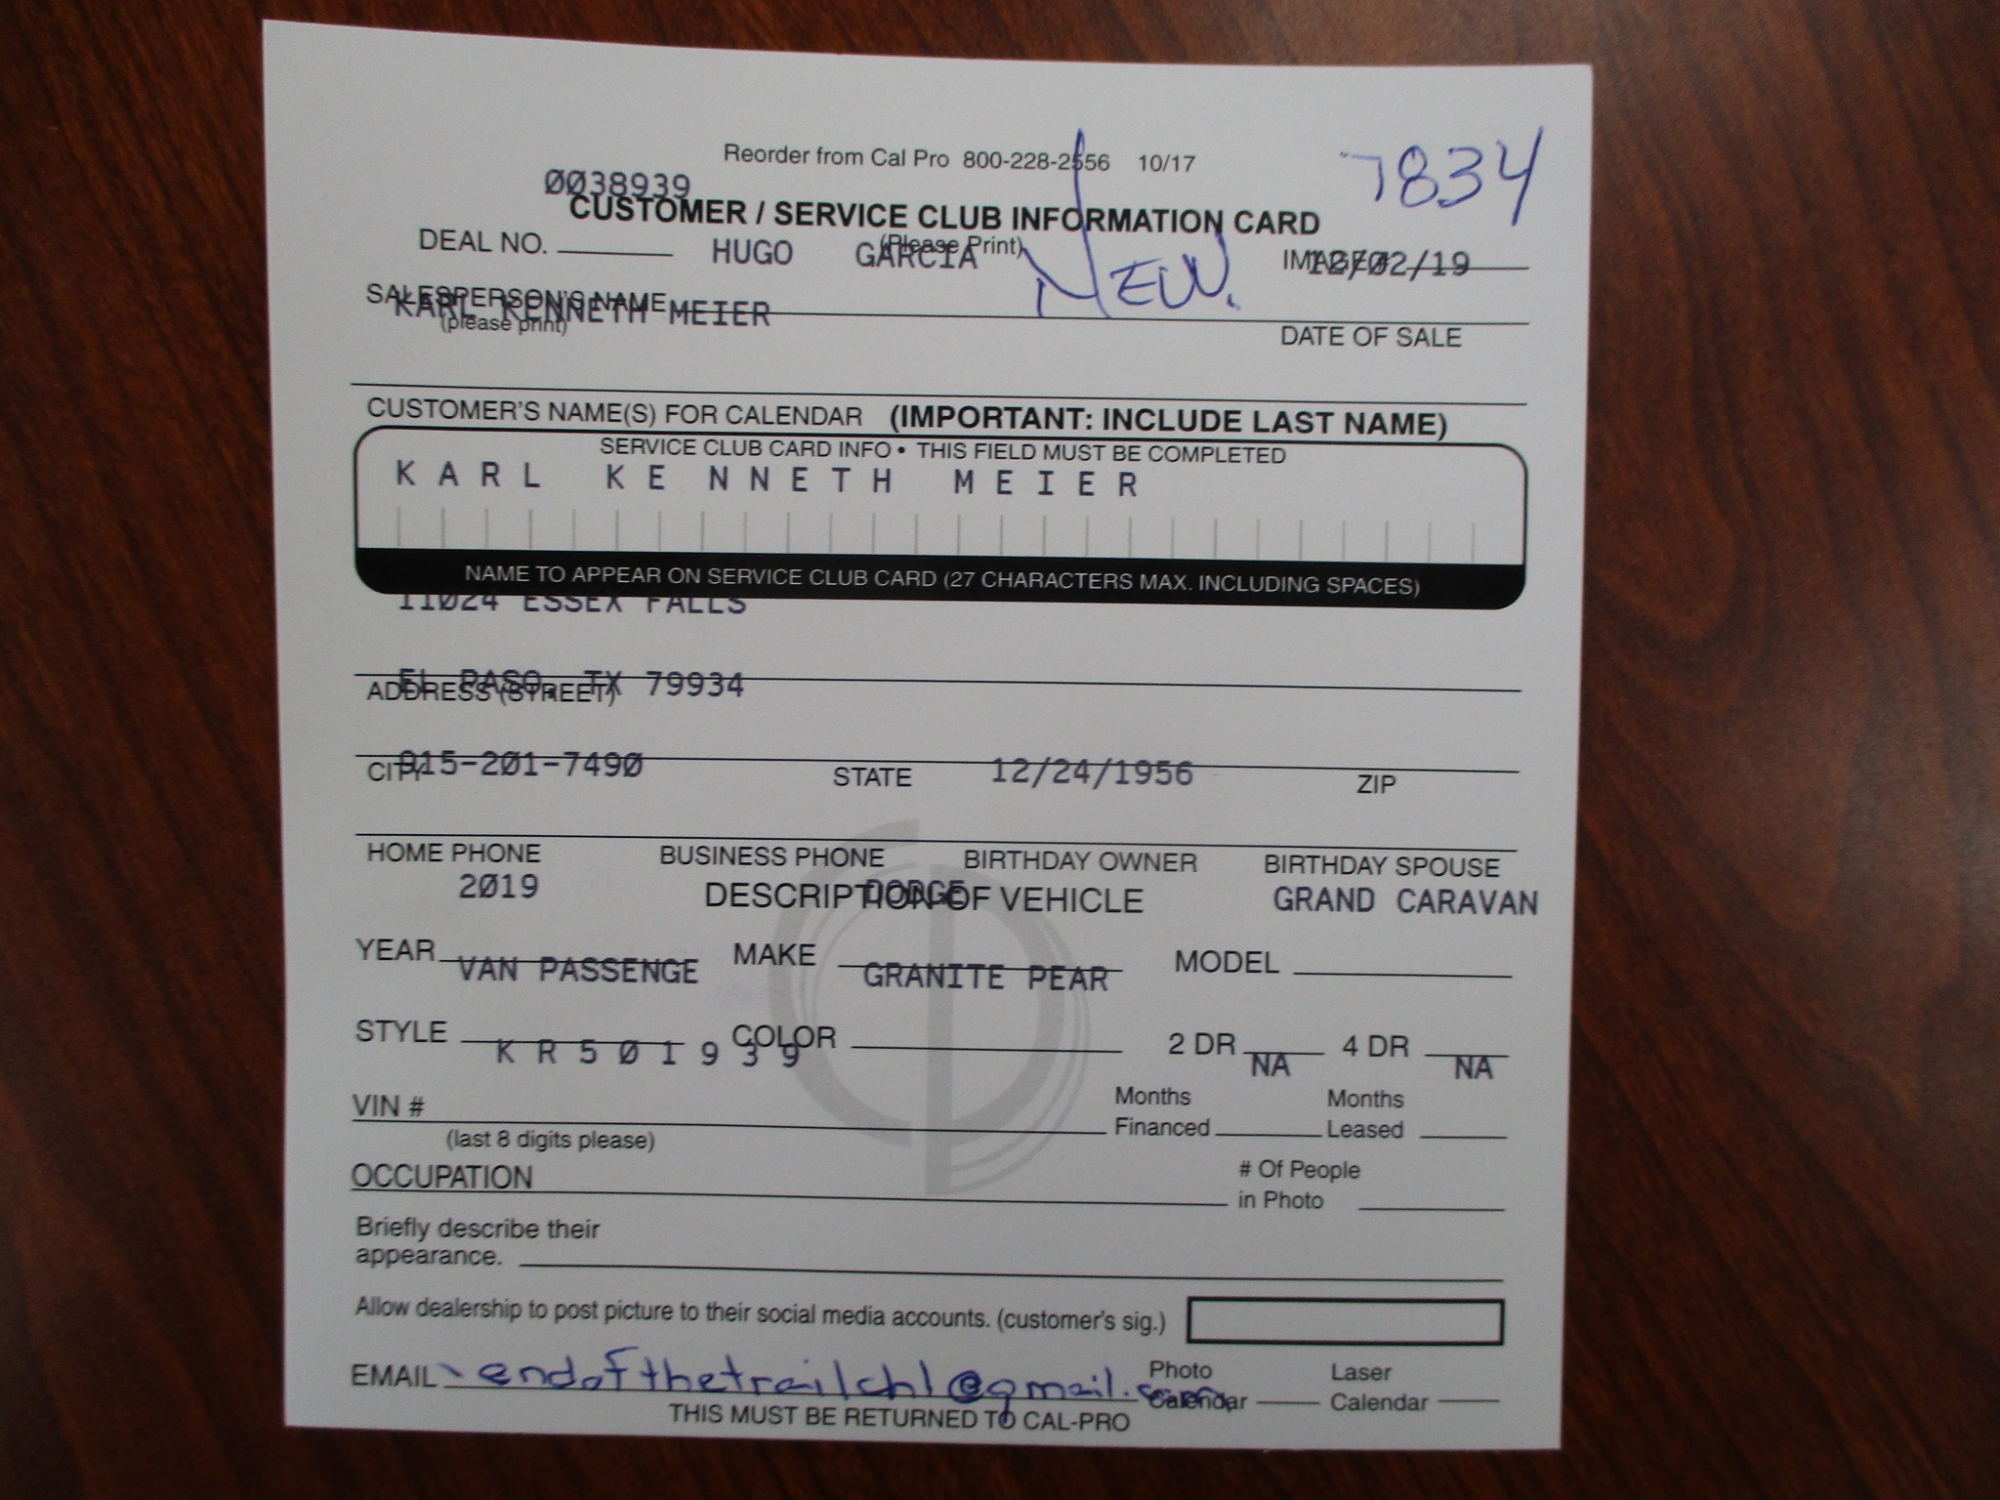 Reorder from Cal Pro 800-228-2556 10/17
7834
0038939
CUSTOMER / SERVICE CLUB INFORMATION CARD
(Please Print)
DEAL NO. HUGO GARCIA NEW. IMAGE# 12/02/19
SALESPERSON'S NAME
KARL KENNETH MEIER
(please print) DATE OF SALE
CUSTOMER'S NAME(S) FOR CALENDAR (IMPORTANT: INCLUDE LAST NAME)
SERVICE CLUB CARD INFO • THIS FIELD MUST BE COMPLETED
KARL KENNETH MEIER
NAME TO APPEAR ON SERVICE CLUB CARD (27 CHARACTERS MAX. INCLUDING SPACES)
11024 ESSEX FALLS
EL PASO, TX 79934
ADDRESS (STREET)
915-201-7490 12/24/1956
CITY STATE ZIP
HOME PHONE BUSINESS PHONE BIRTHDAY OWNER BIRTHDAY SPOUSE
2019 DODGE GRAND CARAVAN
DESCRIPTION OF VEHICLE
YEAR MAKE MODEL
VAN PASSENGE GRANITE PEAR
STYLE COLOR 2 DR 4 DR
KR501939 NA NA
VIN # Months Financed Months Leased
(last 8 digits please)
OCCUPATION # Of People in Photo
Briefly describe their
appearance.
Allow dealership to post picture to their social media accounts. (customer's sig.)
EMAIL endofthetrailchl@gmail.com Photo Calendar Laser Calendar
THIS MUST BE RETURNED TO CAL-PRO